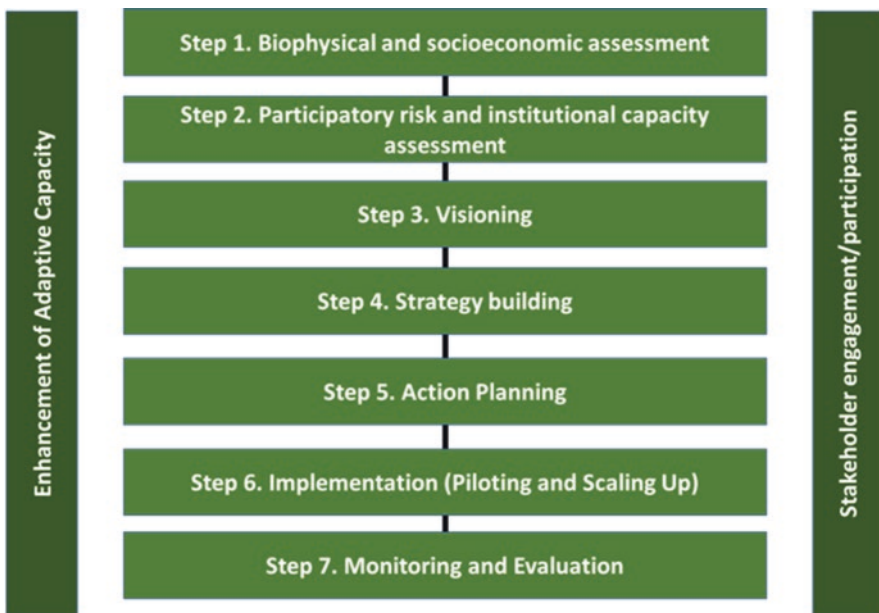 Enhancement of Adaptive Capacity
Step 1. Biophysical and socioeconomic assessment
Step 2. Participatory risk and institutional capacity
assessment
Step 3. Visioning
Step 4. Strategy building
Step 5. Action Planning
Step 6. Implementation (Piloting and Scaling Up)
Step 7. Monitoring and Evaluation
Stakeholder engagement/participation